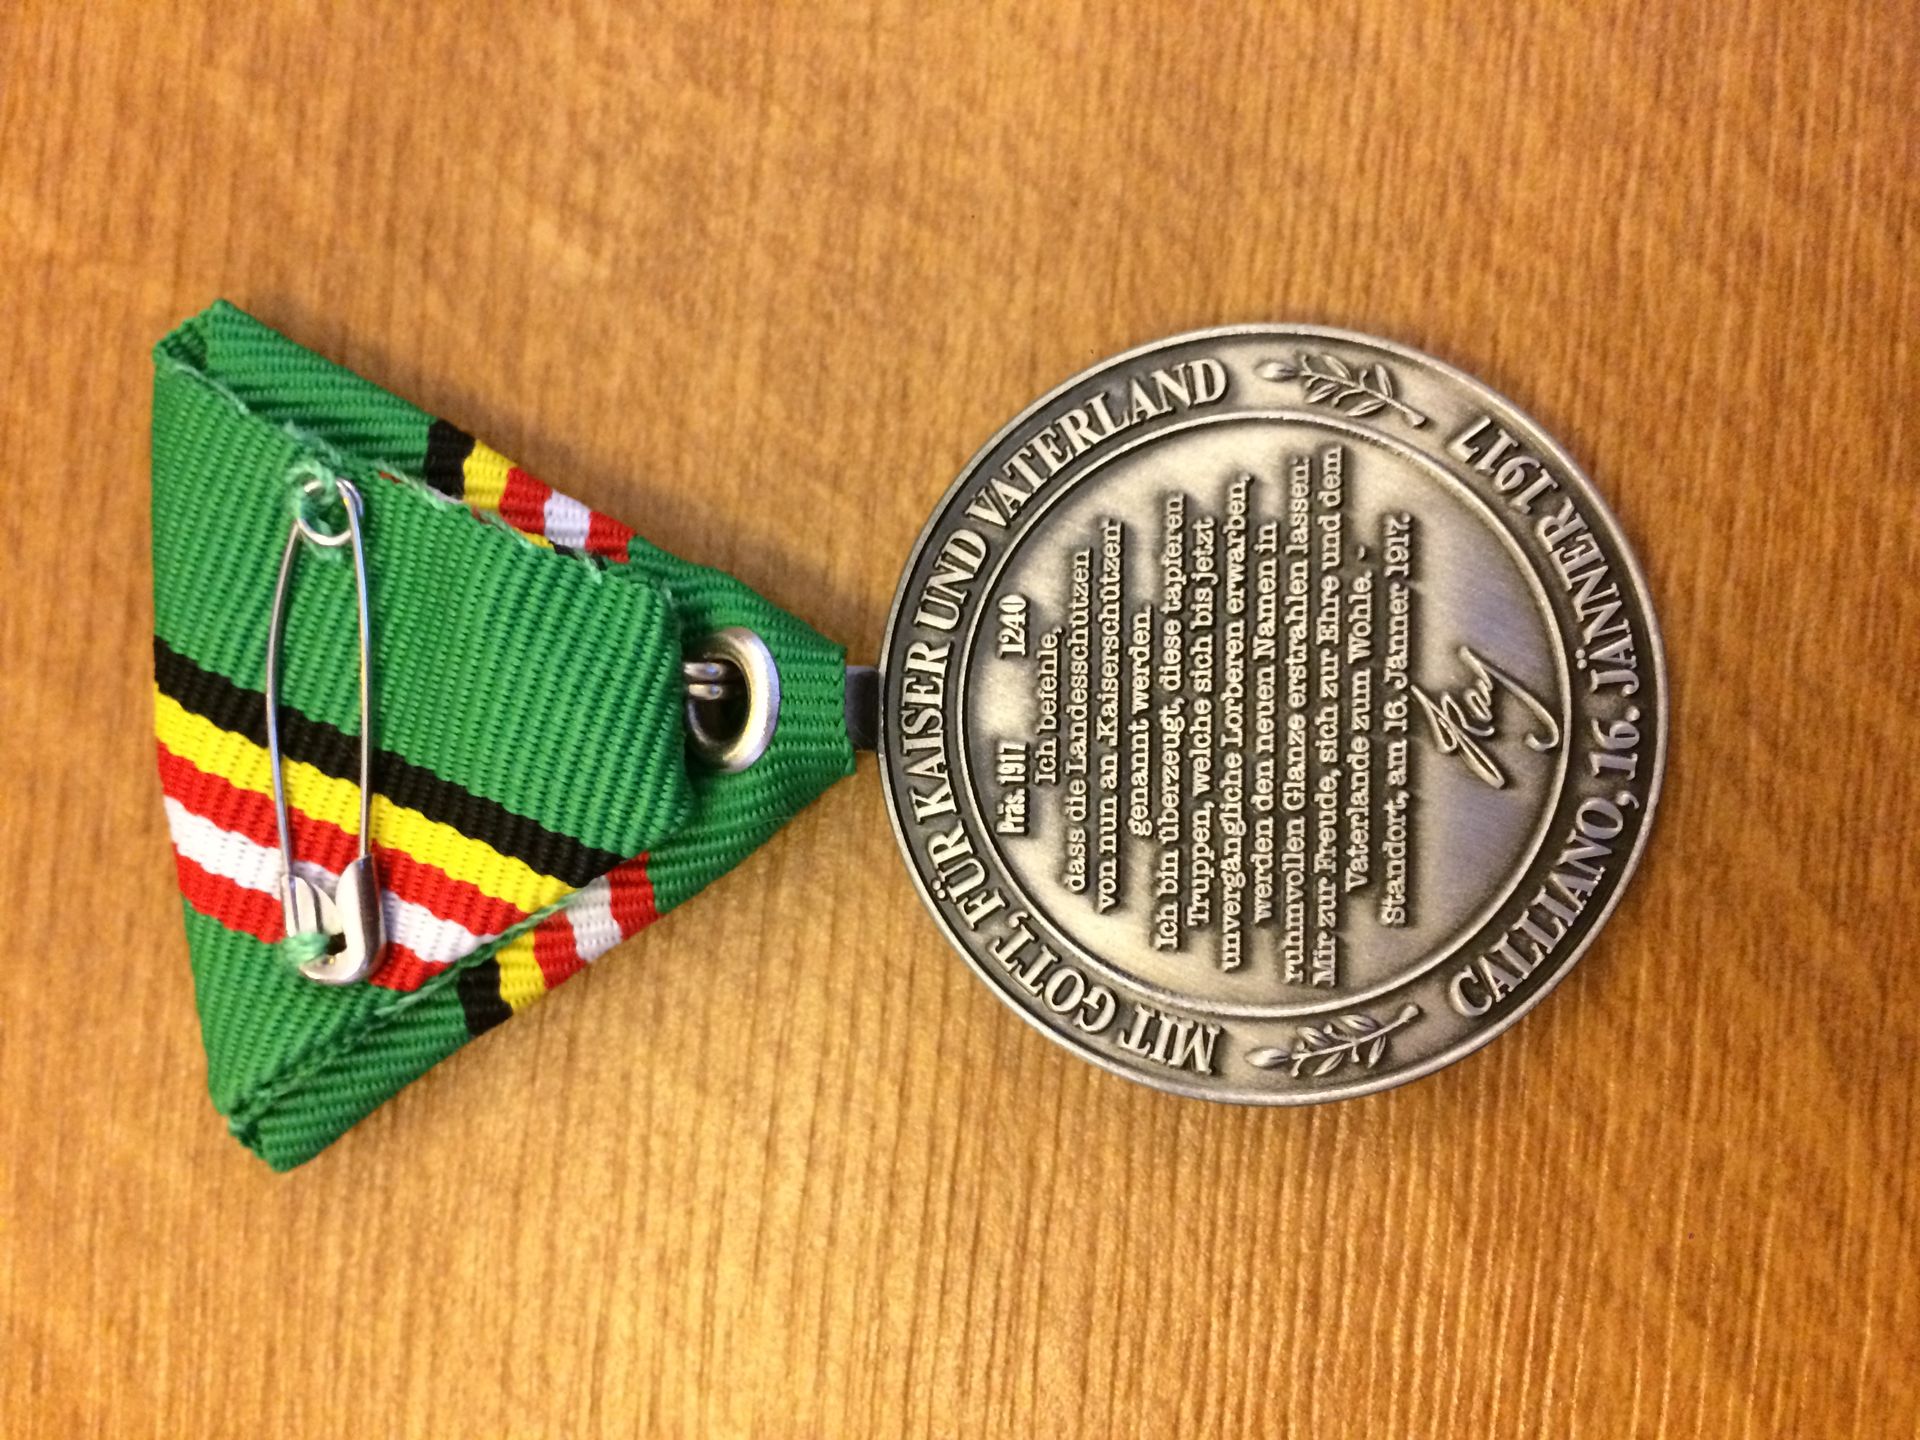 MIT GOTT, FÜR KAISER UND VATERLAND
Präs. 1917 1240
Ich befehle,
dass die Landesschützen
von nun an „Kaiserschützen“
genannt werden.
Ich bin überzeugt, diese tapferen
Truppen, welche sich bis jetzt
unvergängliche Lorberen erwarben,
werden den neuen Namen in
ruhmvollen Glanze erstrahlen lassen:
Mir zur Freude, sich zur Ehre und dem
Vaterlande zum Wohle. -
Standort, am 16. Jänner, 1917.
CALLIANO, 16. JÄNNER 1917